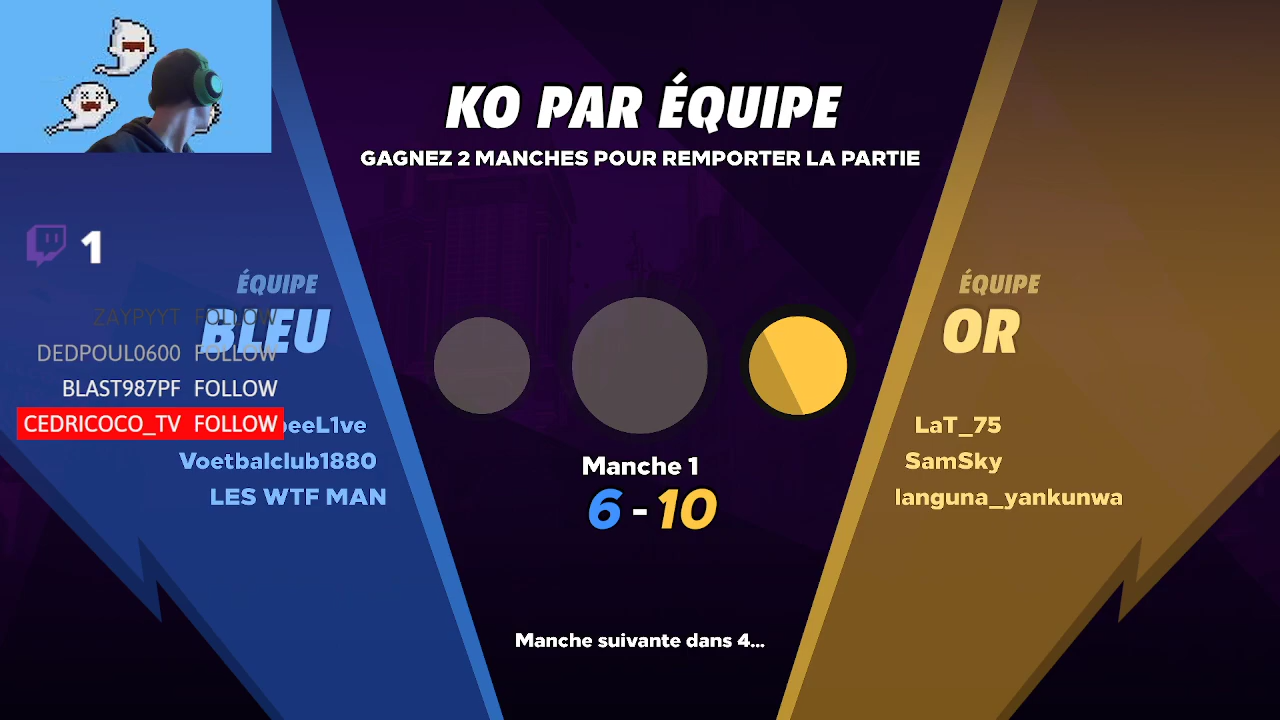 KO PAR ÉQUIPE
GAGNEZ 2 MANCHES POUR REMPORTER LA PARTIE
1
ÉQUIPE
BLEU
ZAYPYYT FOLLOW
DEDPOUL0600 FOLLOW
BLAST987PF FOLLOW
CEDRICOCO_TV FOLLOW
Voetbalclub1880
LES WTF MAN
Manche 1
6 - 10
Manche suivante dans 4...
ÉQUIPE
OR
LaT_75
SamSky
languna_yankunwa